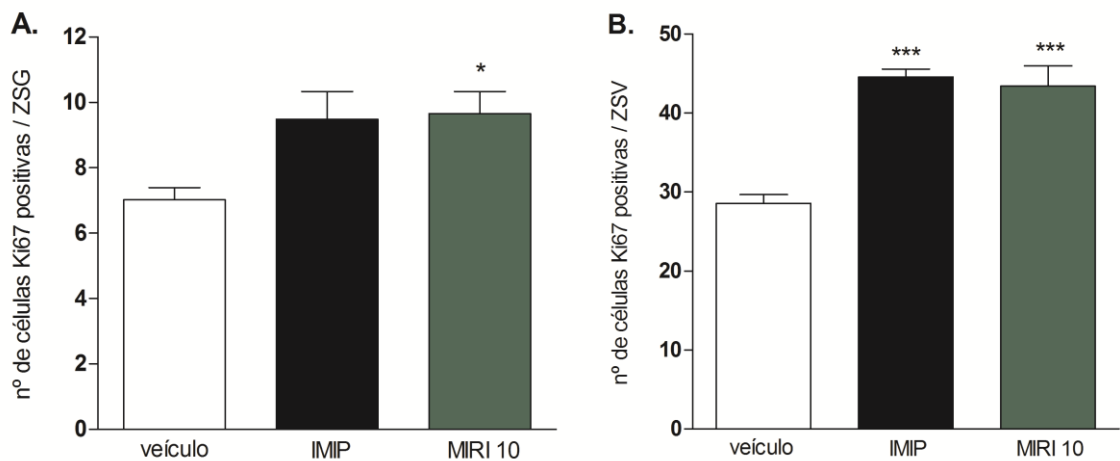 A.
nº de células Ki67 positivas / ZSG
12
10
8
6
4
2
0
*
veículo IMIP MIRI 10
B.
nº de células Ki67 positivas / ZSV
50
40
30
20
10
0
*** ***
veículo IMIP MIRI 10